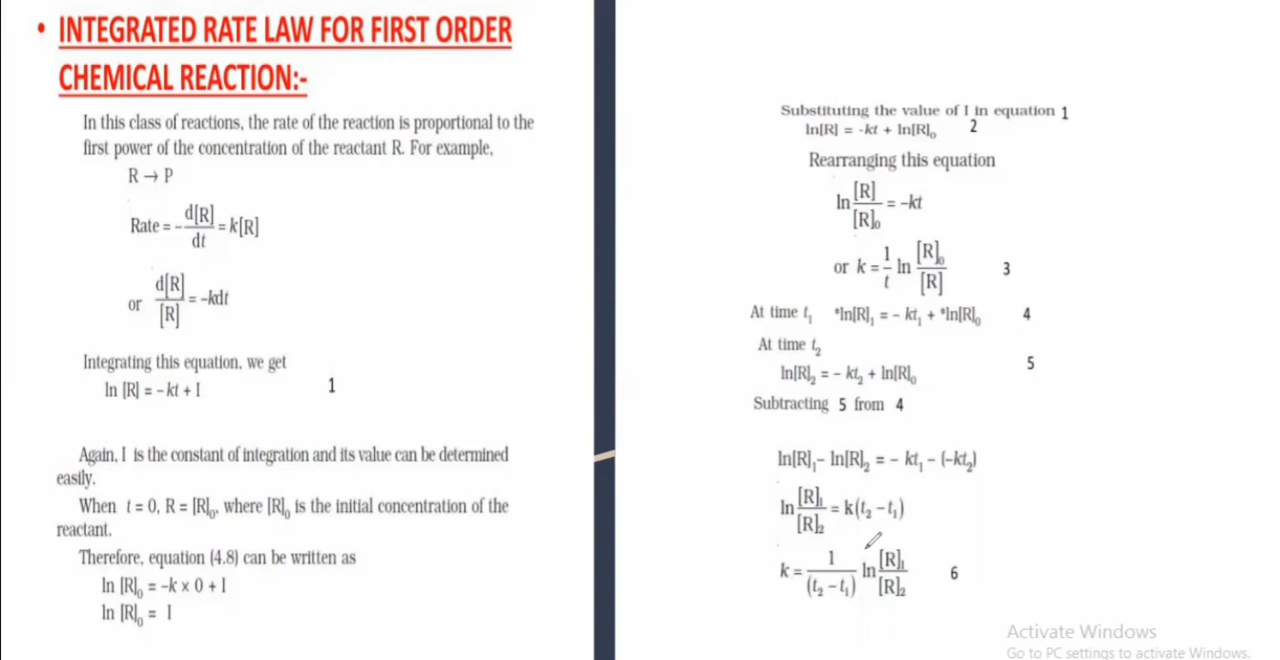 • INTEGRATED RATE LAW FOR FIRST ORDER
CHEMICAL REACTION:-
In this class of reactions, the rate of the reaction is proportional to the
first power of the concentration of the reactant R. For example,
R → P
Rate = -d[R]/dt = k[R]
or d[R]/[R] = -kdt
Integrating this equation, we get
ln [R] = -kt + I 1
Again, I is the constant of integration and its value can be determined
easily.
When t = 0, R = [R]₀, where [R]₀ is the initial concentration of the
reactant.
Therefore, equation (4.8) can be written as
ln [R]₀ = -k x 0 + I
ln [R]₀ = I
Substituting the value of I in equation 1
ln[R] = -kt + ln[R]₀ 2
Rearranging this equation
ln [R]/[R]₀ = -kt
or k = 1/t ln [R]₀/[R] 3
At time t₁ *ln[R]₁ = - kt₁ + *ln[R]₀ 4
At time t₂
ln[R]₂ = - kt₂ + ln[R]₀ 5
Subtracting 5 from 4
ln[R]₁- ln[R]₂ = - kt₁ - (-kt₂)
ln [R]₁/[R]₂ = k(t₂ - t₁)
k = 1/(t₂ - t₁) ln [R]₁/[R]₂ 6
Activate Windows
Go to PC settings to activate Windows.